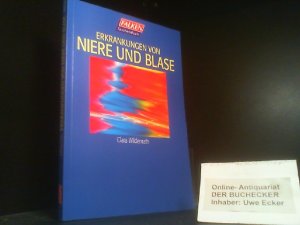 FALKEN
ERKRANKUNGEN VON
NIERE UND BLASE
Online- Antiquariat
DER BUCHECKER
Inhaber: Uwe Ecker